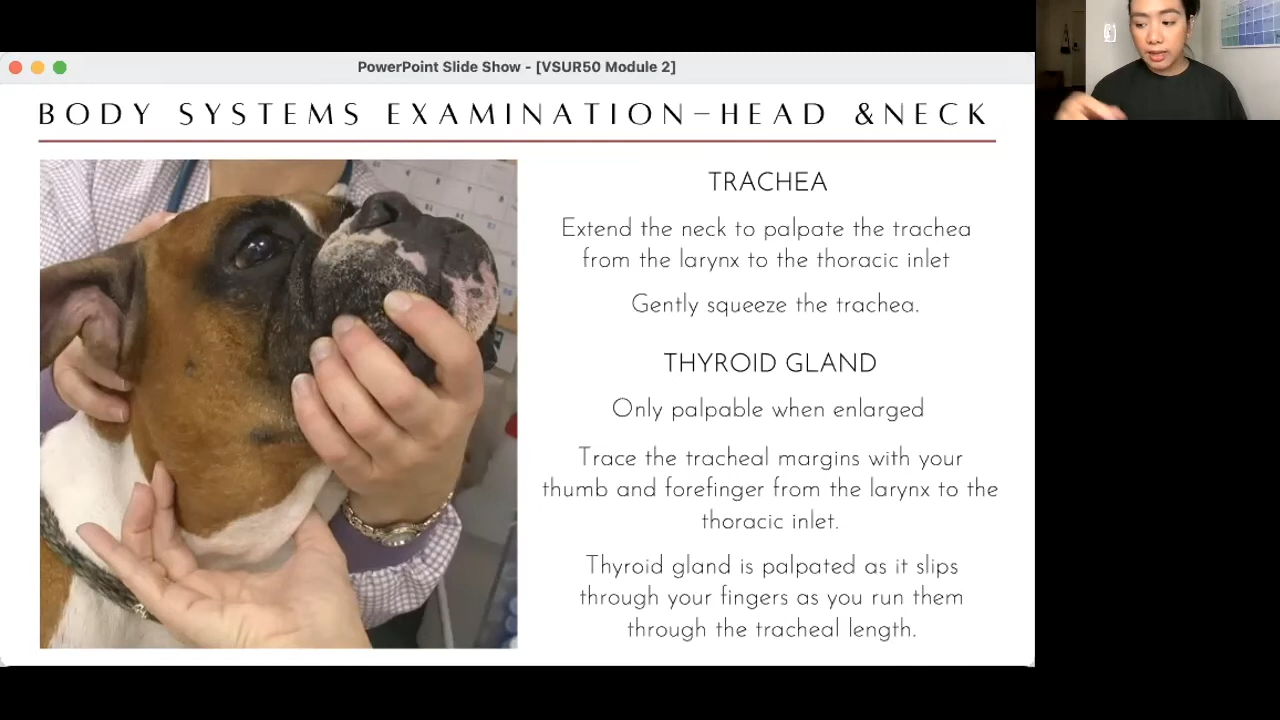 PowerPoint Slide Show - [VSUR50 Module 2]
BODY SYSTEMS EXAMINATION–HEAD &NECK
TRACHEA
Extend the neck to palpate the trachea
from the larynx to the thoracic inlet
Gently squeeze the trachea.
THYROID GLAND
Only palpable when enlarged
Trace the tracheal margins with your
thumb and forefinger from the larynx to the
thoracic inlet.
Thyroid gland is palpated as it slips
through your fingers as you run them
through the tracheal length.